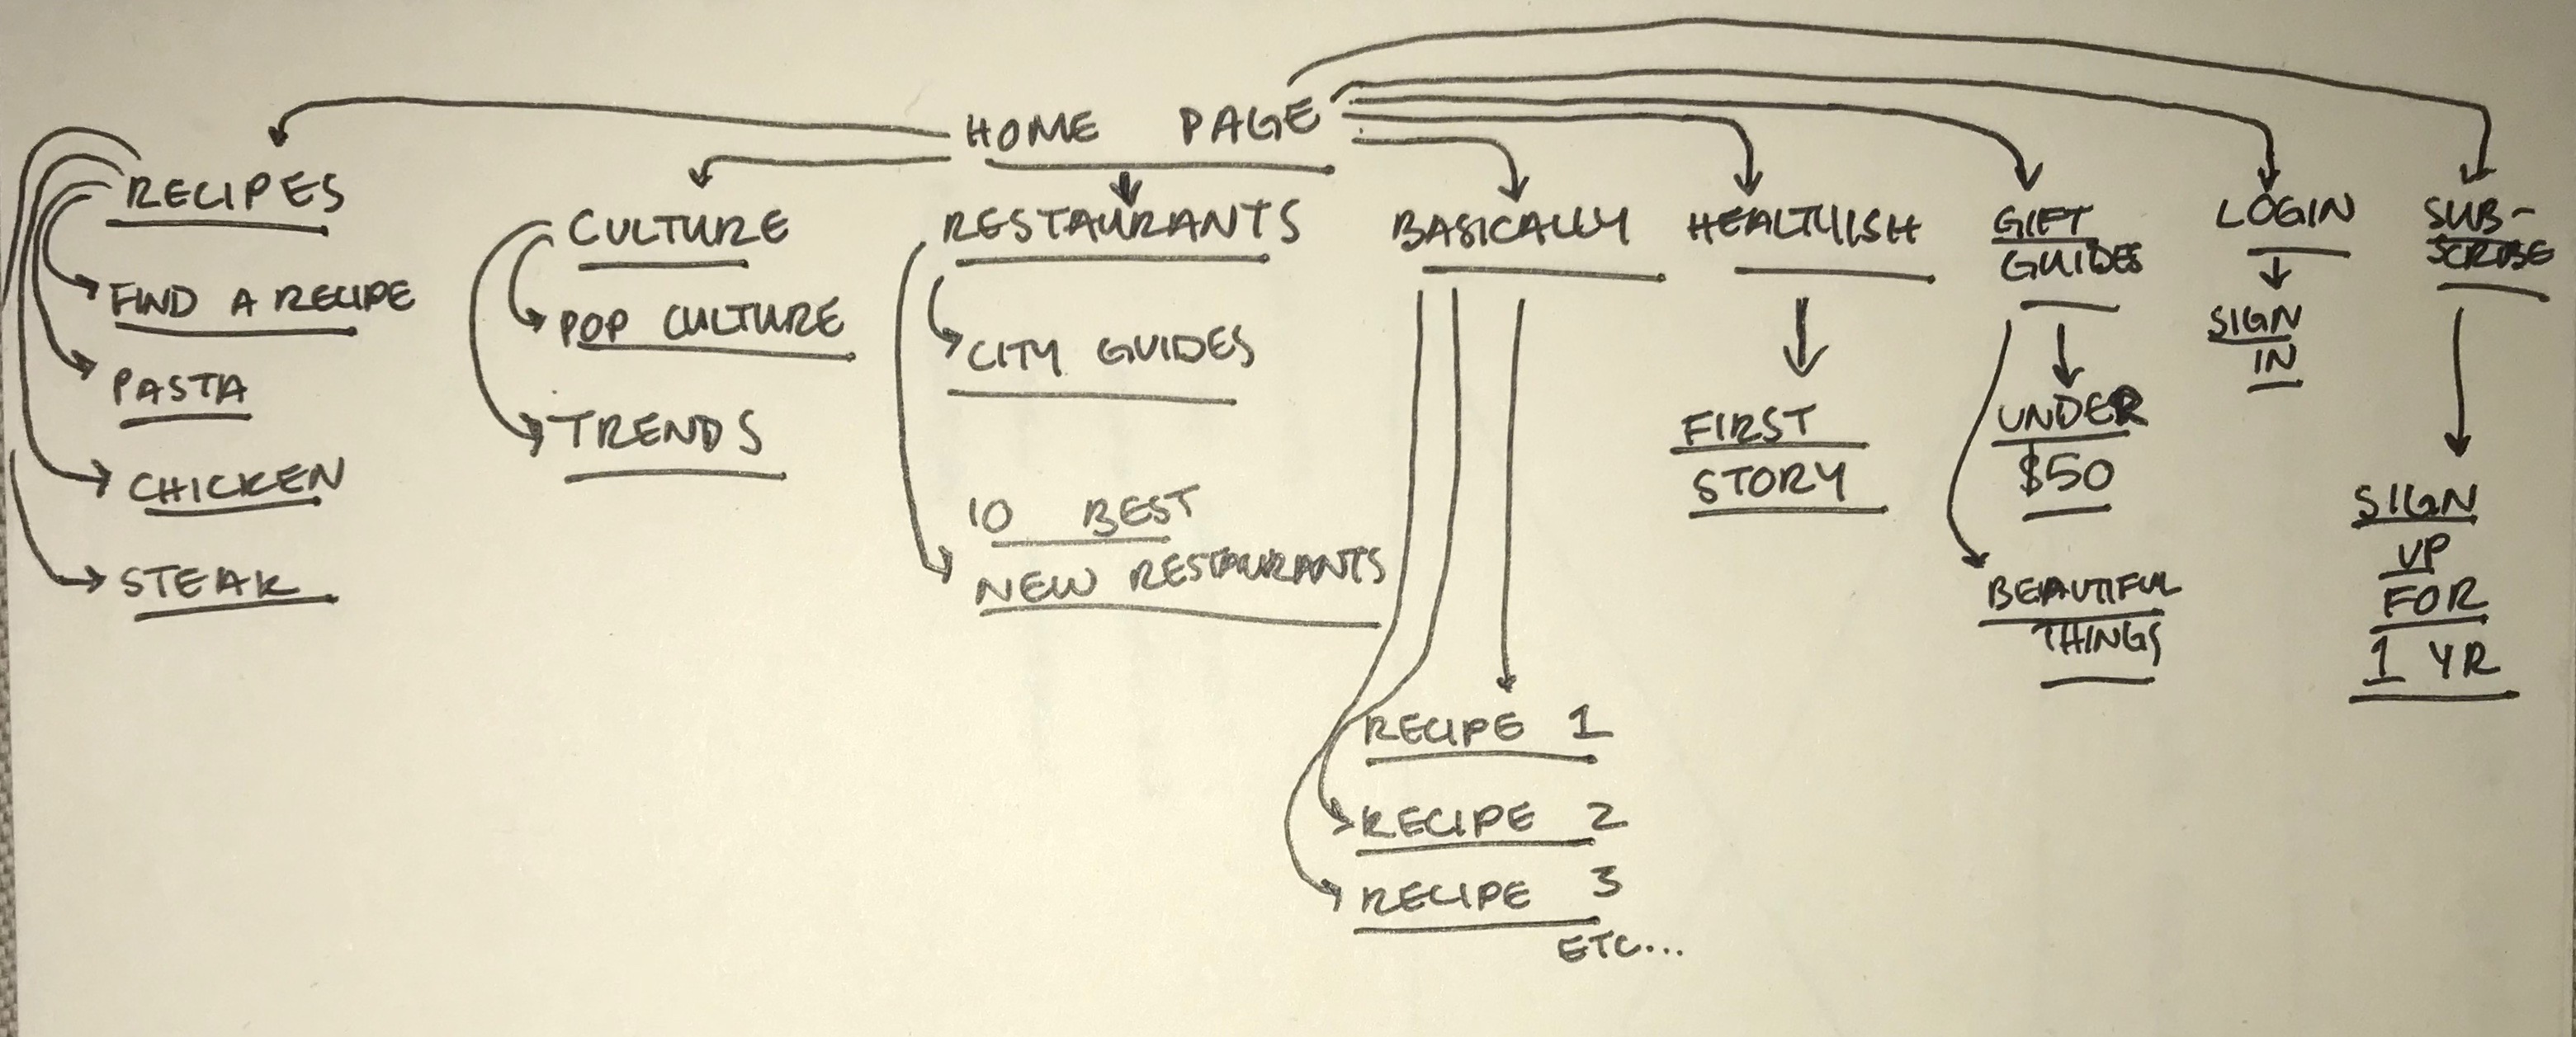 HOME PAGE
RECIPES
FIND A RECIPE
PASTA
CHICKEN
STEAK
CULTURE
POP CULTURE
TRENDS
RESTAURANTS
CITY GUIDES
10 BEST
NEW RESTAURANTS
BASICALLY
RECIPE 1
RECIPE 2
RECIPE 3
ETC...
HEALTHYISH
FIRST
STORY
GIFT
GUIDES
UNDER
$50
BEAUTIFUL
THINGS
LOGIN
SIGN
IN
SUB-
SCRIBE
SIGN
UP
FOR
1 YR